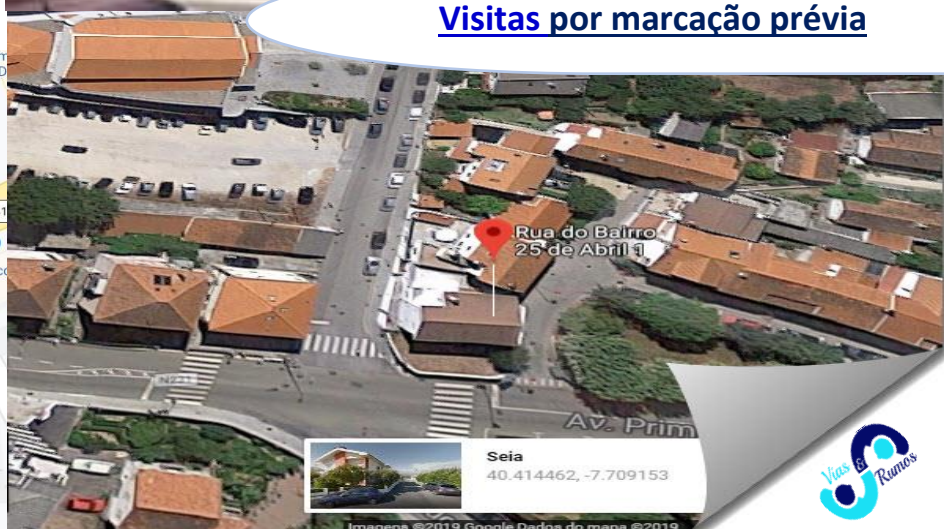 Visitas por marcação prévia
Rua do Bairro
25 de Abril 1
Av. Prim
Seia
40.414462, -7.709153
Vias & Rumos
Imagens ©2019 Google Dados do mapa ©2019